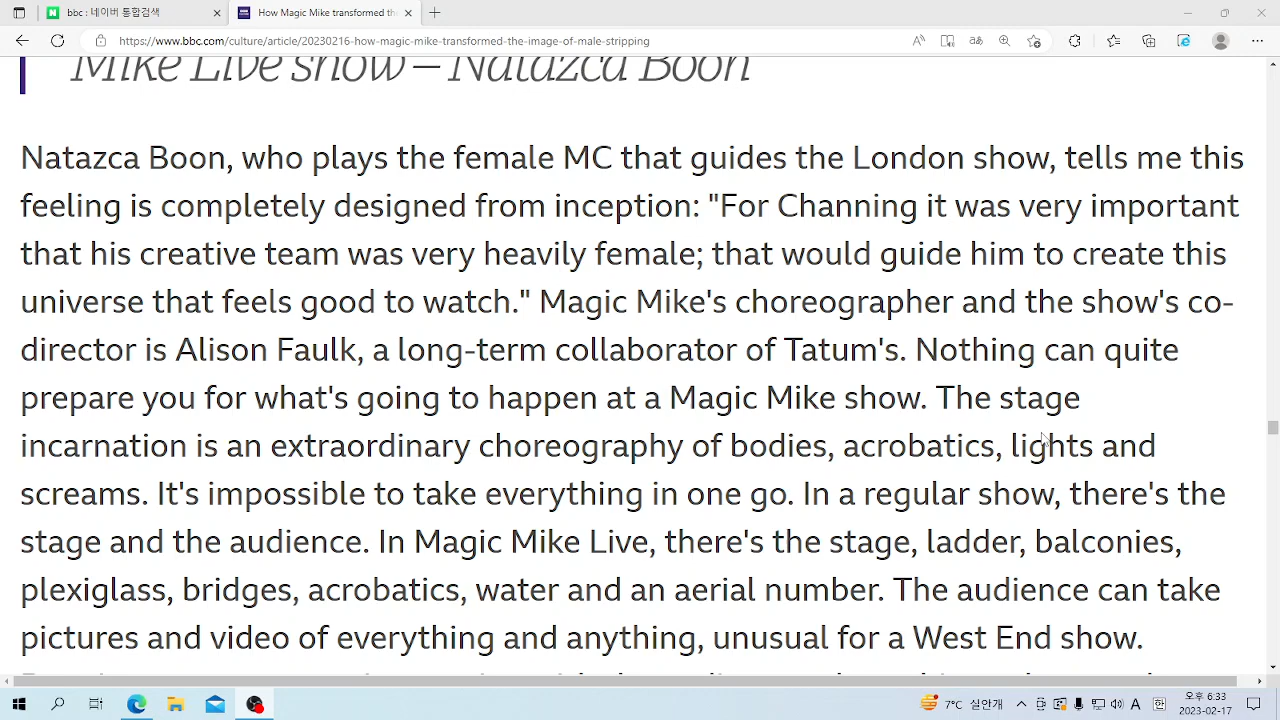 bbc : 네이버 통합검색
How Magic Mike transformed the
https://www.bbc.com/culture/article/20230216-how-magic-mike-transformed-the-image-of-male-stripping
Mike Live show – Natazca Boon
Natazca Boon, who plays the female MC that guides the London show, tells me this
feeling is completely designed from inception: "For Channing it was very important
that his creative team was very heavily female; that would guide him to create this
universe that feels good to watch." Magic Mike's choreographer and the show's co-
director is Alison Faulk, a long-term collaborator of Tatum's. Nothing can quite
prepare you for what's going to happen at a Magic Mike show. The stage
incarnation is an extraordinary choreography of bodies, acrobatics, lights and
screams. It's impossible to take everything in one go. In a regular show, there's the
stage and the audience. In Magic Mike Live, there's the stage, ladder, balconies,
plexiglass, bridges, acrobatics, water and an aerial number. The audience can take
pictures and video of everything and anything, unusual for a West End show.
7°C 실안개
A
오후 6:33
2023-02-17